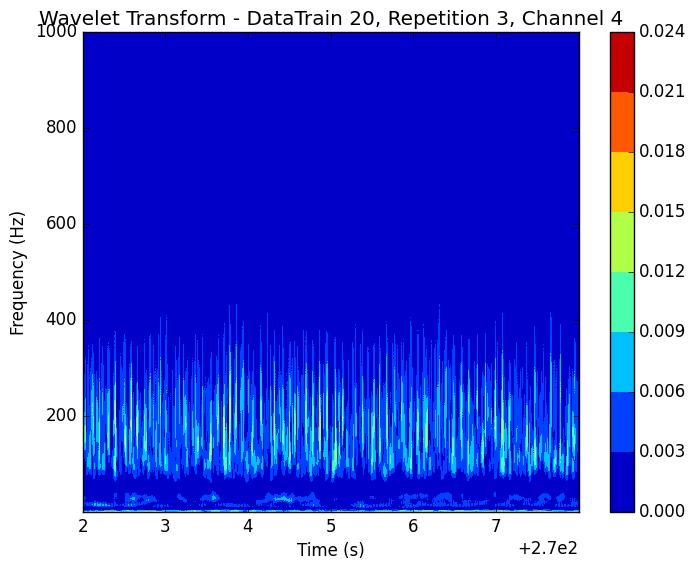 Wavelet Transform - DataTrain 20, Repetition 3, Channel 4
1000
800
600
400
200
Frequency (Hz)
2 3 4 5 6 7
Time (s)
+2.7e2
0.024
0.021
0.018
0.015
0.012
0.009
0.006
0.003
0.000